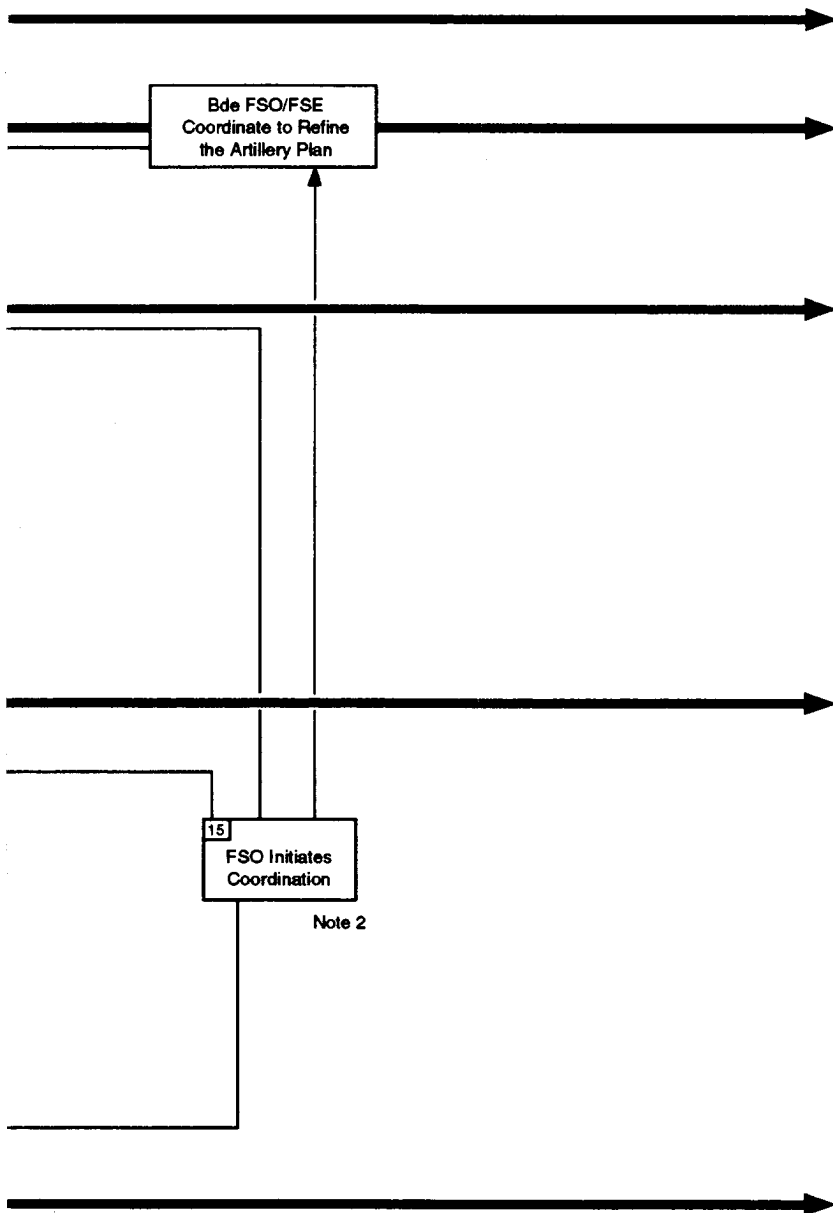 Bde FSO/FSE
Coordinate to Refine
the Artillery Plan
15
FSO Initiates
Coordination
Note 2